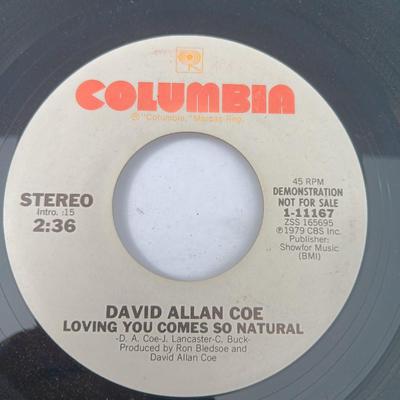 COLUMBIA
® "Columbia," Marcas Reg.
STEREO
Intro. :15
2:36
45 RPM
DEMONSTRATION
NOT FOR SALE
1-11167
ZSS 165695
℗ 1979 CBS Inc.
Publisher:
Showfor Music
(BMI)
DAVID ALLAN COE
LOVING YOU COMES SO NATURAL
-D. A. Coe-J. Lancaster-C. Buck-
Produced by Ron Bledsoe and
David Allan Coe